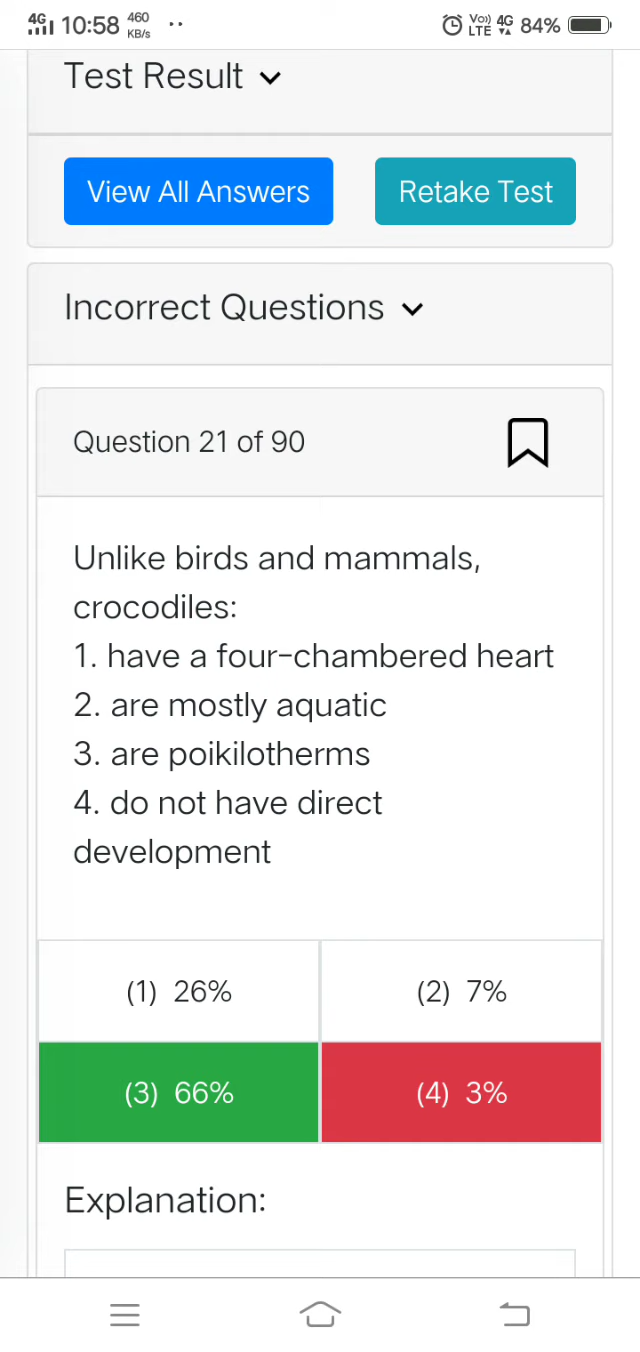 4G 10:58 460 KB/s ·· Vo)) LTE 4G 84%
Test Result
View All Answers Retake Test
Incorrect Questions
Question 21 of 90
Unlike birds and mammals,
crocodiles:
1. have a four-chambered heart
2. are mostly aquatic
3. are poikilotherms
4. do not have direct
development
(1) 26% (2) 7%
(3) 66% (4) 3%
Explanation: